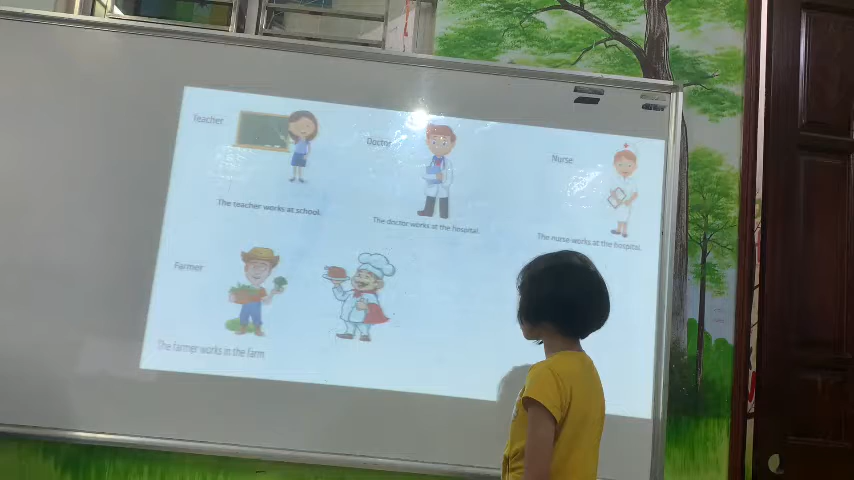 Teacher
Doctor
Nurse
The teacher works at school.
The doctor works at the hospital.
The nurse works at the hospital.
Farmer
The farmer works in the farm